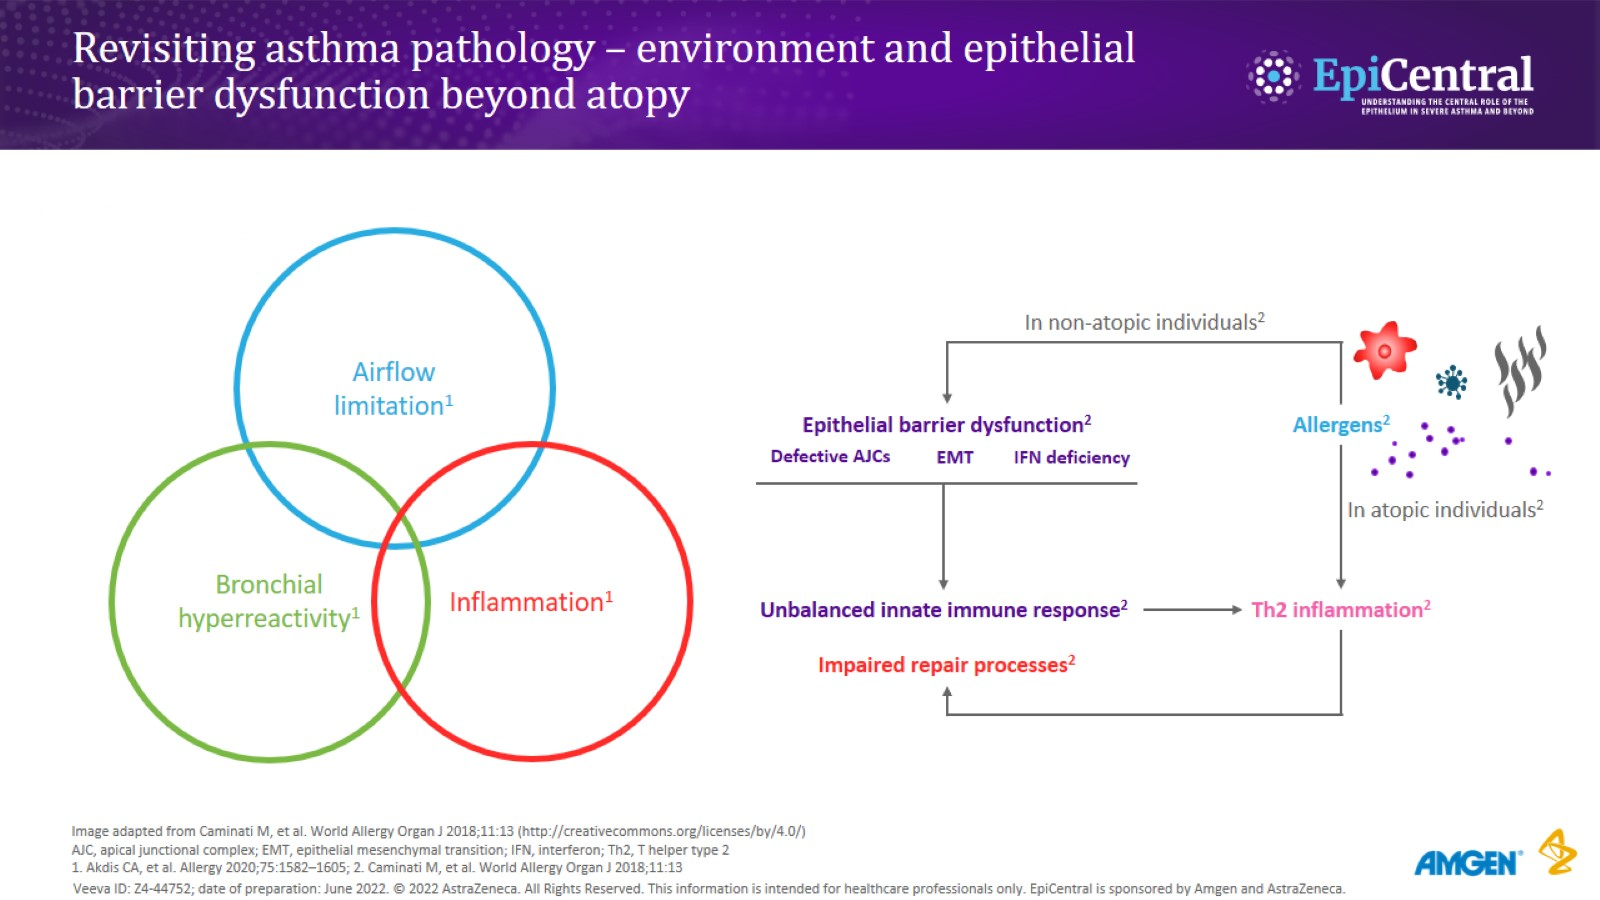 Revisiting asthma pathology – environment and epithelial
barrier dysfunction beyond atopy
EpiCentral
UNDERSTANDING THE CENTRAL ROLE OF THE
EPITHELIUM IN SEVERE ASTHMA AND BEYOND
Airflow
limitation¹
Bronchial
hyperreactivity¹
Inflammation¹
In non-atopic individuals²
Epithelial barrier dysfunction²
Defective AJCs EMT IFN deficiency
Allergens²
In atopic individuals²
Unbalanced innate immune response²
Th2 inflammation²
Impaired repair processes²
Image adapted from Caminati M, et al. World Allergy Organ J 2018;11:13 (http://creativecommons.org/licenses/by/4.0/)
AJC, apical junctional complex; EMT, epithelial mesenchymal transition; IFN, interferon; Th2, T helper type 2
1. Akdis CA, et al. Allergy 2020;75:1582–1605; 2. Caminati M, et al. World Allergy Organ J 2018;11:13
Veeva ID: Z4-44752; date of preparation: June 2022. © 2022 AstraZeneca. All Rights Reserved. This information is intended for healthcare professionals only. EpiCentral is sponsored by Amgen and AstraZeneca.
AMGEN®